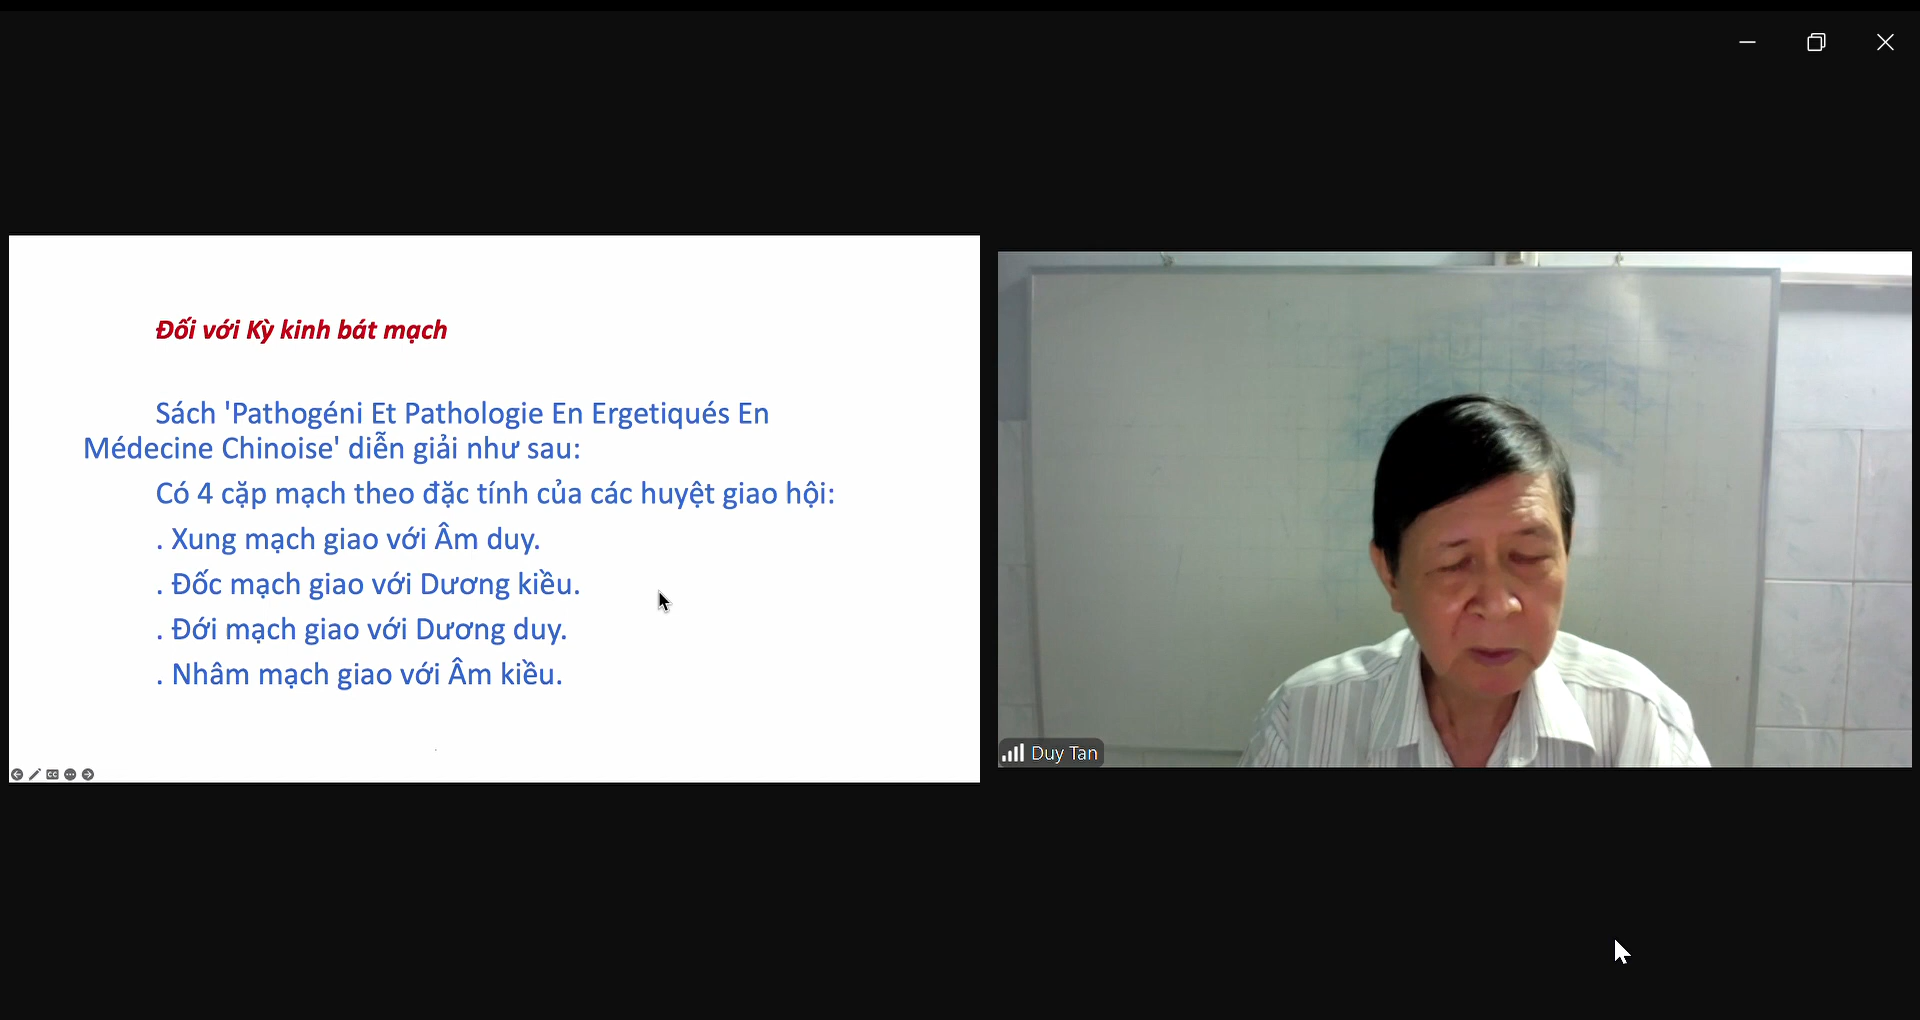 Đối với Kỳ kinh bát mạch
Sách 'Pathogéni Et Pathologie En Ergetiqués En
Médecine Chinoise' diễn giải như sau:
Có 4 cặp mạch theo đặc tính của các huyệt giao hội:
. Xung mạch giao với Âm duy.
. Đốc mạch giao với Dương kiều.
. Đới mạch giao với Dương duy.
. Nhâm mạch giao với Âm kiều.
Duy Tan